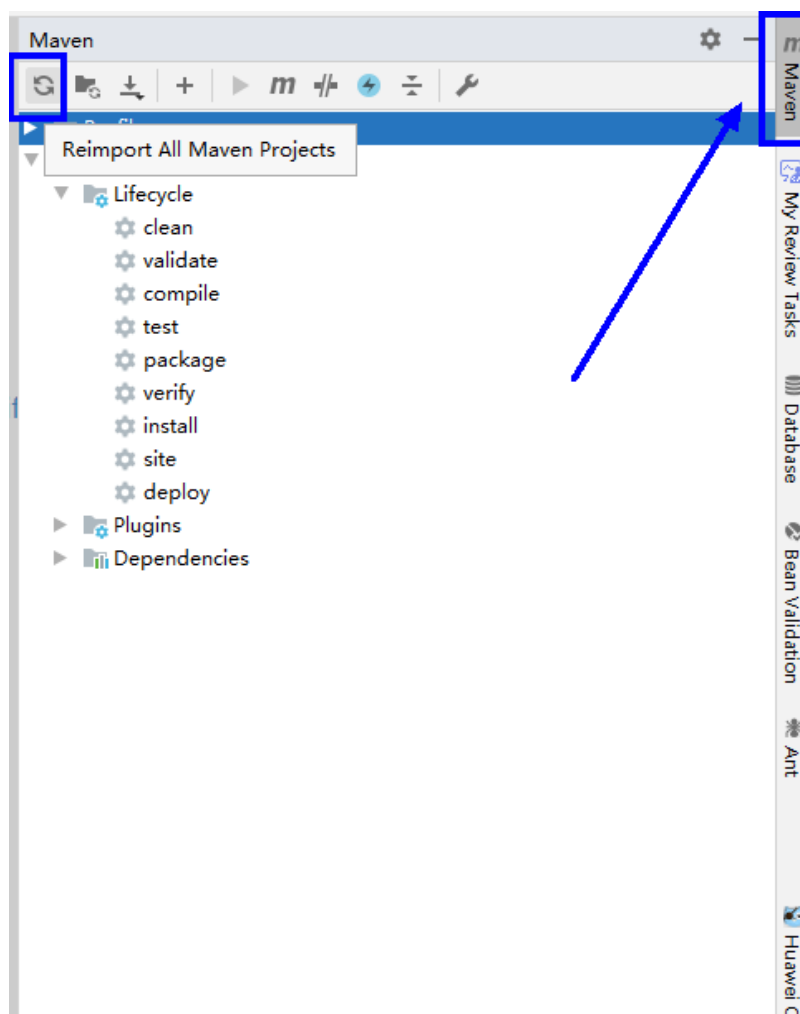 Maven
m
Reimport All Maven Projects
Lifecycle
clean
validate
compile
test
package
verify
install
site
deploy
Plugins
Dependencies
m Maven
My Review Tasks
Database
Bean Validation
Ant
Huawei